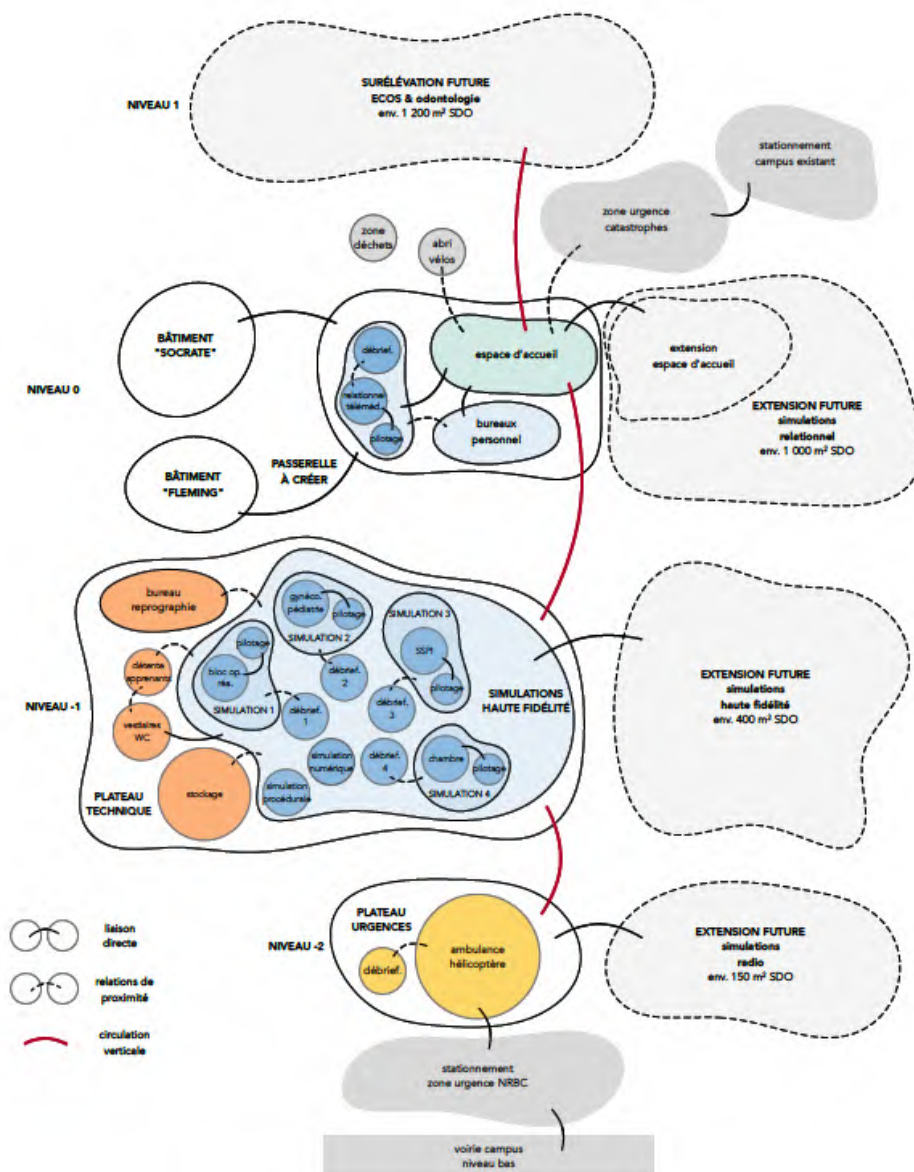 SURÉLÉVATION FUTURE
ECOS & odontologie
env. 1 200 m² SDO
NIVEAU 1
stationnement
campus existant
zone urgence
catastrophes
zone
déchets
abri
vélos
BÂTIMENT
"SOCRATE"
débrief.
espace d'accueil
extension
espace d'accueil
NIVEAU 0
relationnel
téléméd.
pilotage
bureaux
personnel
EXTENSION FUTURE
simulations
relationnel
env. 1 000 m² SDO
BÂTIMENT
"FLEMING"
PASSERELLE
À CRÉER
bureau
reprographie
gynéco.
pédiatrie
pilotage
SIMULATION 2
SIMULATION 3
pilotage
bloc op.
réa.
SIMULATION 1
SSPI
pilotage
détente
apprenants
débrief.
2
NIVEAU -1
débrief.
1
débrief.
3
SIMULATIONS
HAUTE FIDÉLITÉ
EXTENSION FUTURE
simulations
haute fidélité
env. 400 m² SDO
vestiaires
WC
simulation
numérique
débrief.
4
chambre
pilotage
SIMULATION 4
PLATEAU
TECHNIQUE
stockage
simulation
procédurale
PLATEAU
URGENCES
NIVEAU -2
débrief.
ambulance
hélicoptère
EXTENSION FUTURE
simulations
radio
env. 150 m² SDO
liaison
directe
relations de
proximité
circulation
verticale
stationnement
zone urgence NRBC
voirie campus
niveau bas